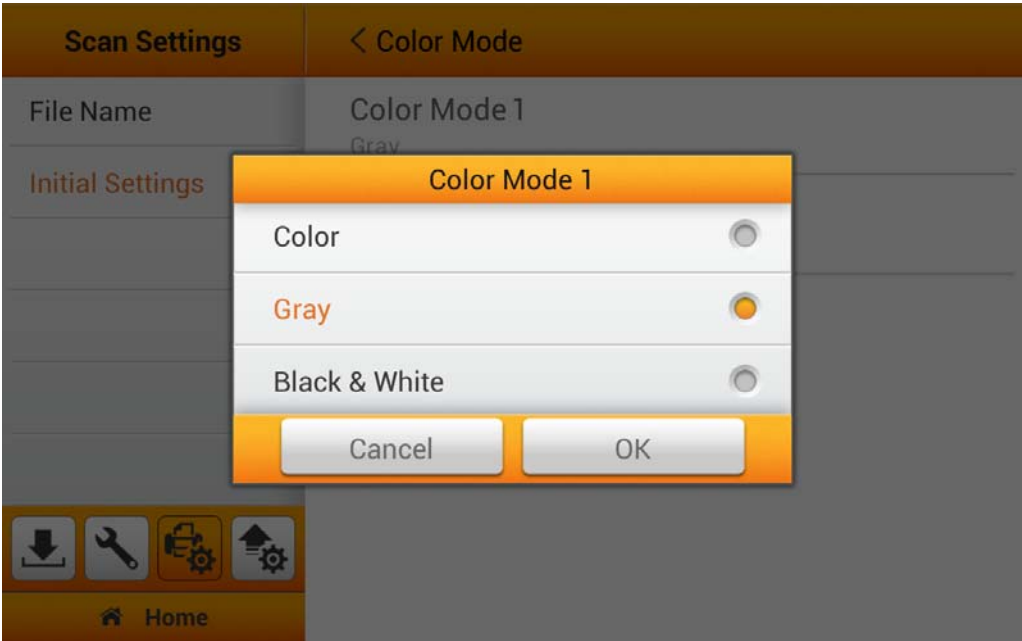 Scan Settings
< Color Mode
File Name
Color Mode 1
Gray
Initial Settings
Color Mode 1
Color
Gray
Black & White
Cancel
OK
Home